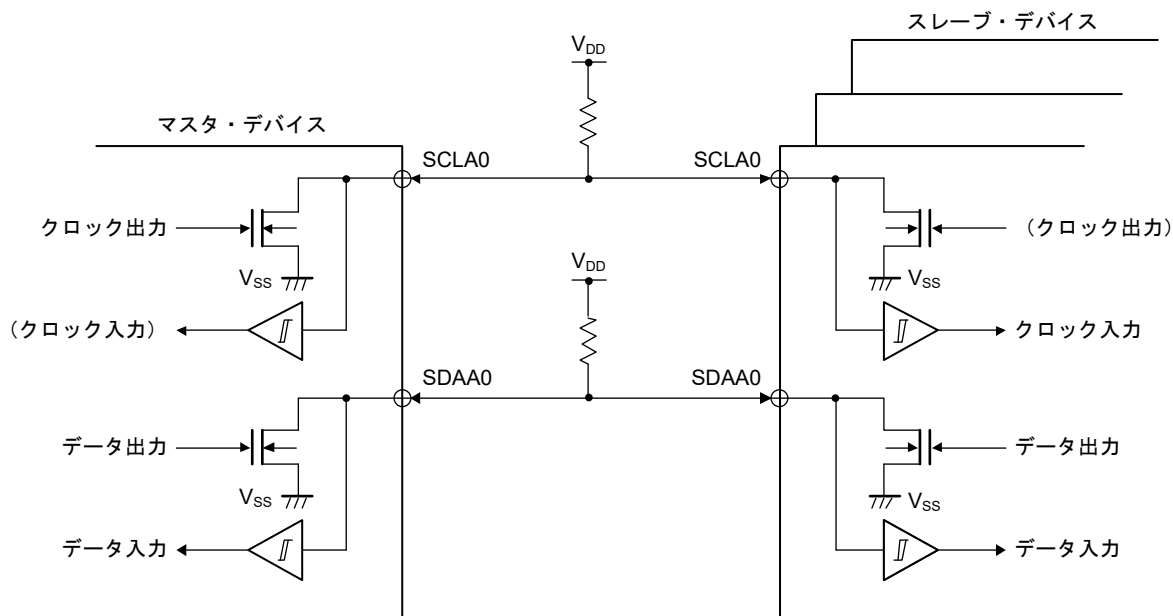 スレーブ・デバイス
VDD
マスタ・デバイス
SCLA0 SCLA0
クロック出力 （クロック出力）
VSS VSS
VDD
（クロック入力） クロック入力
SDAA0 SDAA0
データ出力 データ出力
VSS VSS
データ入力 データ入力